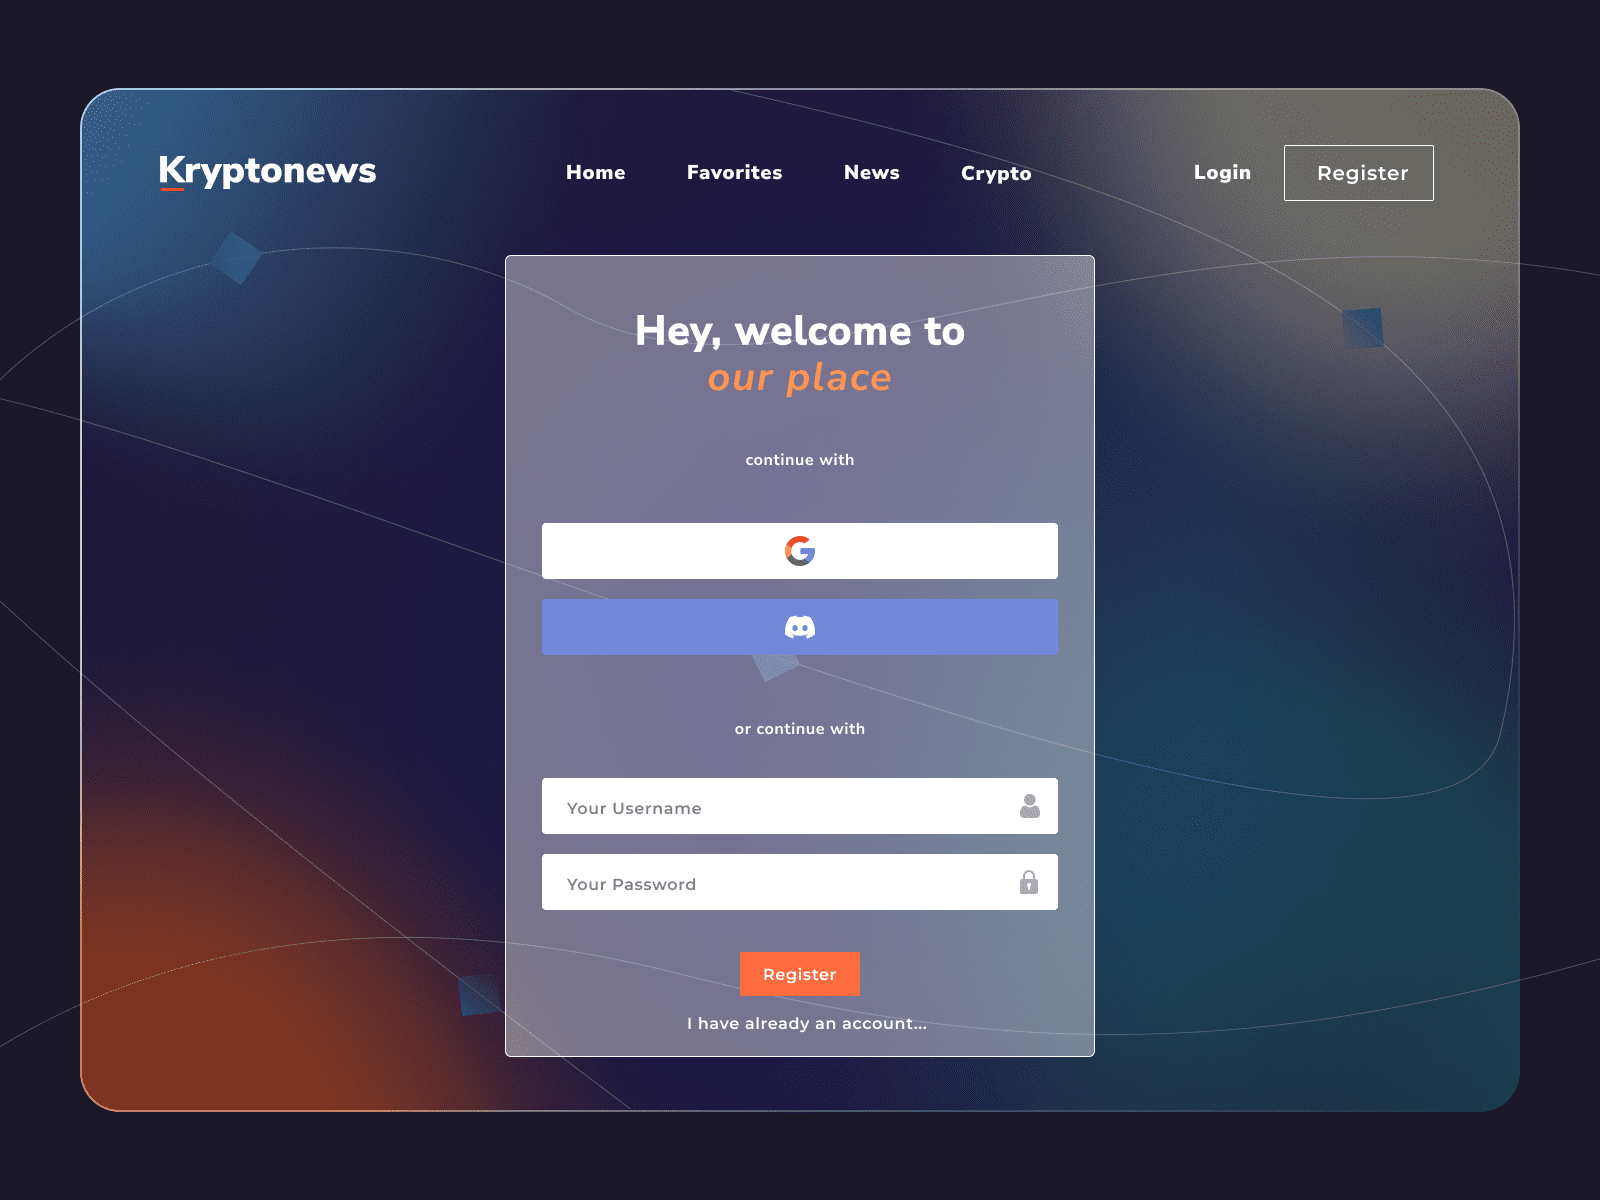 Kryptonews
Home
Favorites
News
Crypto
Login
Register
Hey, welcome to
our place
continue with
or continue with
Your Username
Your Password
Register
I have already an account...